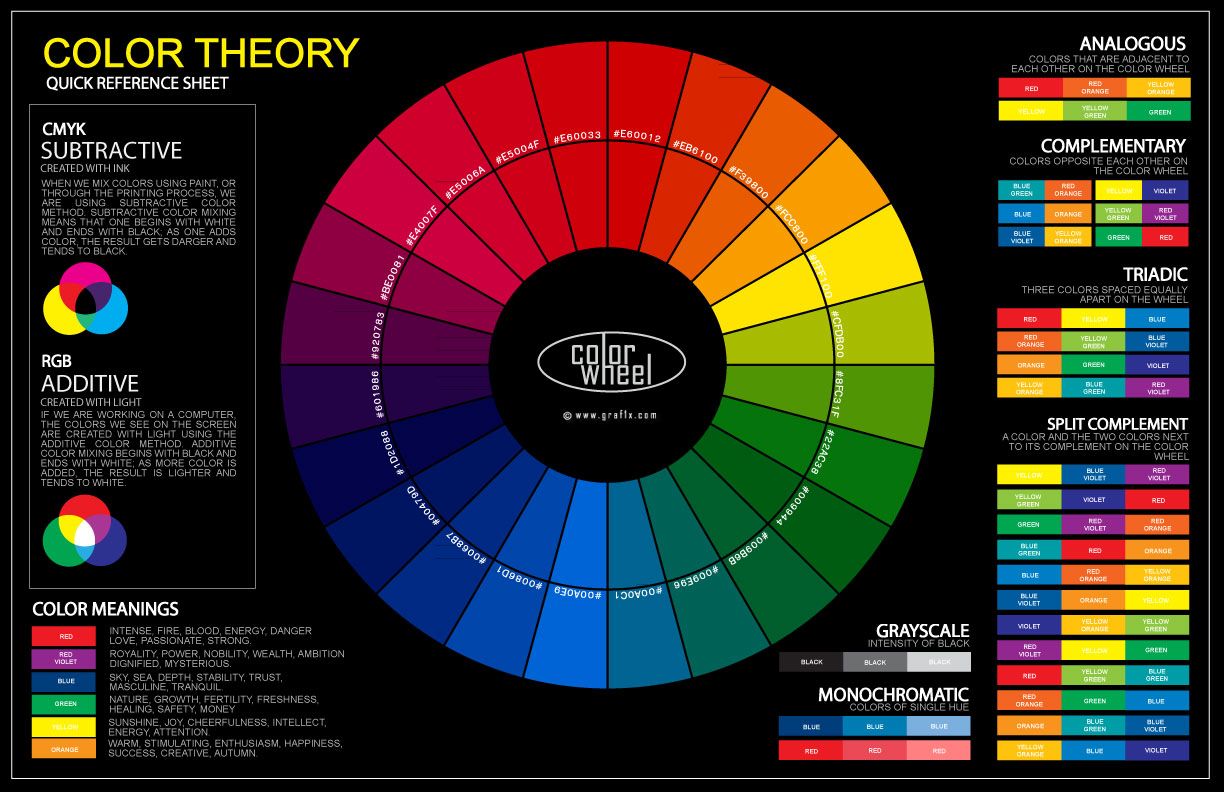 COLOR THEORY
QUICK REFERENCE SHEET
CMYK
SUBTRACTIVE
CREATED WITH INK
WHEN WE MIX COLORS USING PAINT, OR
THROUGH THE PRINTING PROCESS, WE
ARE USING SUBTRACTIVE COLOR
METHOD. SUBTRACTIVE COLOR MIXING
MEANS THAT ONE BEGINS WITH WHITE
AND ENDS WITH BLACK; AS ONE ADDS
COLOR, THE RESULT GETS DARGER AND
TENDS TO BLACK.
RGB
ADDITIVE
CREATED WITH LIGHT
IF WE ARE WORKING ON A COMPUTER,
THE COLORS WE SEE ON THE SCREEN
ARE CREATED WITH LIGHT USING THE
ADDITIVE COLOR METHOD. ADDITIVE
COLOR MIXING BEGINS WITH BLACK AND
ENDS WITH WHITE; AS MORE COLOR IS
ADDED, THE RESULT IS LIGHTER AND
TENDS TO WHITE.
COLOR MEANINGS
RED
INTENSE, FIRE, BLOOD, ENERGY, DANGER
LOVE, PASSIONATE, STRONG.
RED
VIOLET
ROYALITY, POWER, NOBILITY, WEALTH, AMBITION
DIGNIFIED, MYSTERIOUS.
BLUE
SKY, SEA, DEPTH, STABILITY, TRUST,
MASCULINE, TRANQUIL.
GREEN
NATURE, GROWTH, FERTILITY, FRESHNESS,
HEALING, SAFETY, MONEY
YELLOW
SUNSHINE, JOY, CHEERFULNESS, INTELLECT,
ENERGY, ATTENTION.
ORANGE
WARM, STIMULATING, ENTHUSIASM, HAPPINESS,
SUCCESS, CREATIVE, AUTUMN.
#E60012
#EB6100
#F39800
#FCC800
#FFF100
#CFDB00
#8FC31F
#22AC38
#009944
#009B6B
#009E96
#00A0C1
#00A0E9
#0086D1
#0068B7
#00479D
#1D2088
#601986
#920783
#BE0081
#E4007F
#E5006A
#E5004F
#E60033
color
wheel
© www.graf1x.com
GRAYSCALE
INTENSITY OF BLACK
BLACK BLACK BLACK
MONOCHROMATIC
COLORS OF SINGLE HUE
BLUE BLUE BLUE
RED RED RED
ANALOGOUS
COLORS THAT ARE ADJACENT TO
EACH OTHER ON THE COLOR WHEEL
RED RED ORANGE YELLOW ORANGE
YELLOW YELLOW GREEN GREEN
COMPLEMENTARY
COLORS OPPOSITE EACH OTHER ON
THE COLOR WHEEL
BLUE GREEN RED ORANGE YELLOW VIOLET
BLUE ORANGE YELLOW GREEN RED VIOLET
BLUE VIOLET YELLOW ORANGE GREEN RED
TRIADIC
THREE COLORS SPACED EQUALLY
APART ON THE WHEEL
RED YELLOW BLUE
RED ORANGE YELLOW GREEN BLUE VIOLET
ORANGE GREEN VIOLET
YELLOW ORANGE BLUE GREEN RED VIOLET
SPLIT COMPLEMENT
A COLOR AND THE TWO COLORS NEXT
TO ITS COMPLEMENT ON THE COLOR
WHEEL
YELLOW BLUE VIOLET RED VIOLET
YELLOW GREEN VIOLET RED
GREEN RED VIOLET RED ORANGE
BLUE GREEN RED ORANGE
BLUE RED ORANGE YELLOW ORANGE
BLUE VIOLET ORANGE YELLOW
VIOLET YELLOW ORANGE YELLOW GREEN
RED VIOLET YELLOW GREEN
RED YELLOW GREEN BLUE GREEN
RED ORANGE GREEN BLUE
ORANGE BLUE GREEN BLUE VIOLET
YELLOW ORANGE BLUE VIOLET